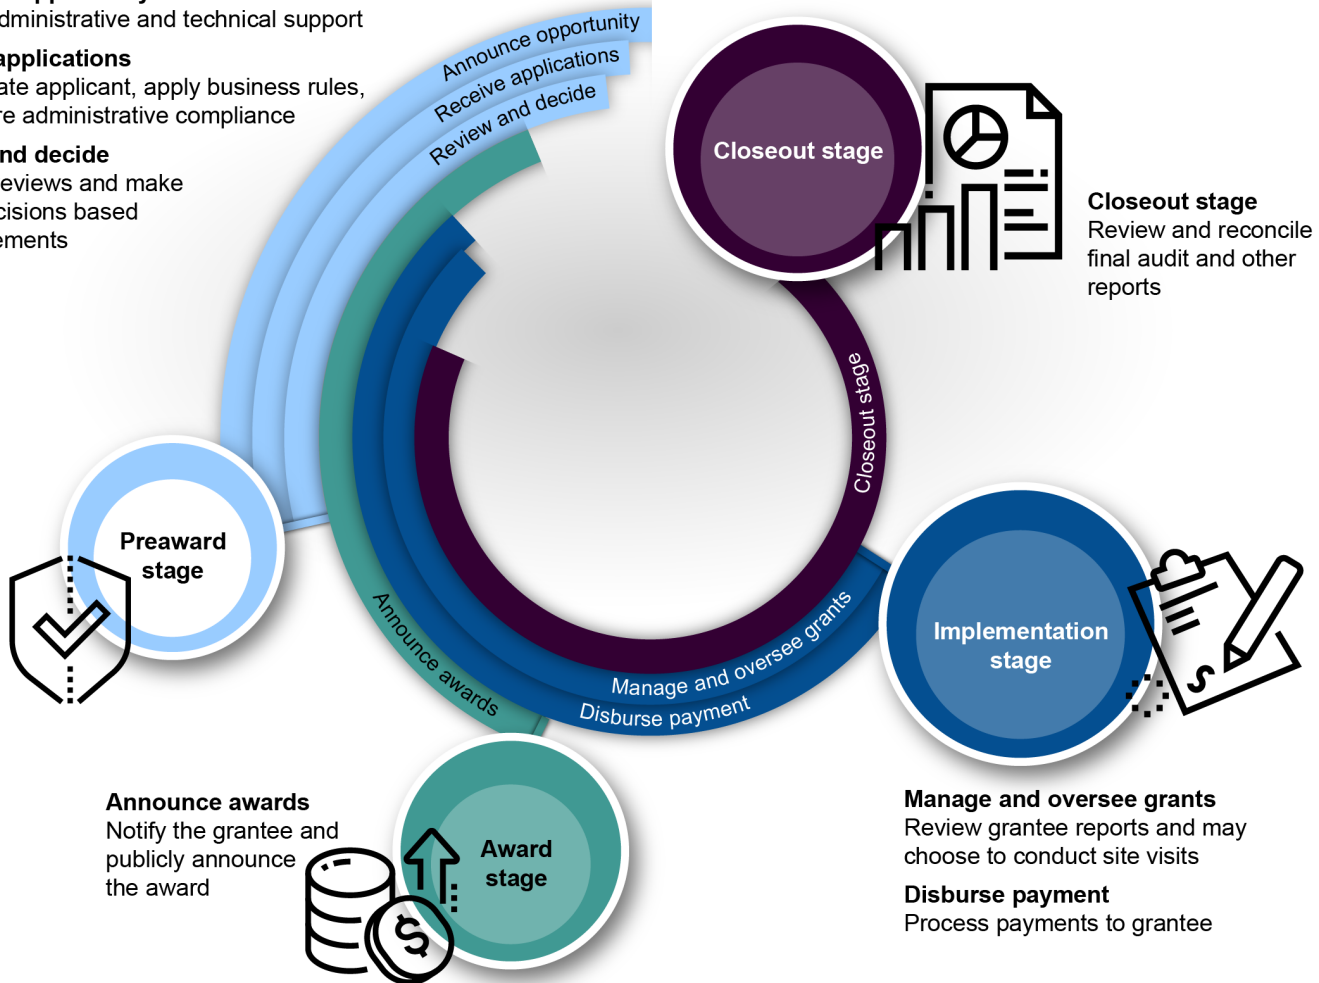 administrative and technical support
applications
ate applicant, apply business rules,
re administrative compliance
nd decide
eviews and make
cisions based
ements
Announce opportunity
Receive applications
Review and decide
Closeout stage
Closeout stage
Review and reconcile
final audit and other
reports
Closeout stage
Preaward
stage
Announce awards
Manage and oversee grants
Disburse payment
Implementation
stage
Announce awards
Notify the grantee and
publicly announce
the award
Award
stage
$
$
Manage and oversee grants
Review grantee reports and may
choose to conduct site visits
Disburse payment
Process payments to grantee